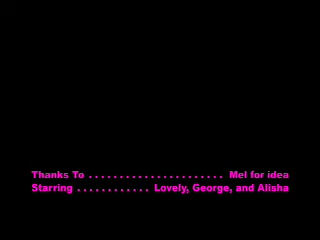 Thanks To . . . . . . . . . . . . . . . . . . . . . . Mel for idea
Starring . . . . . . . . . . . . Lovely, George, and Alisha